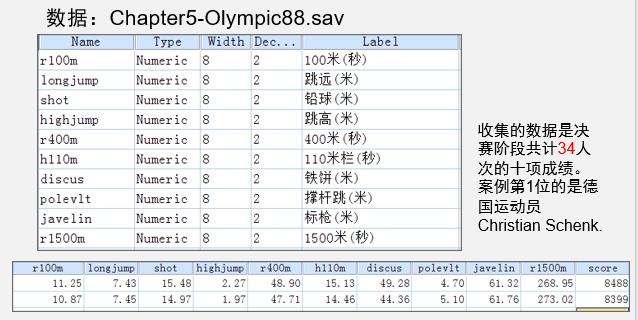 数据：Chapter5-Olympic88.sav
Name Type Width Dec... Label
r100m Numeric 8 2 100米(秒)
longjump Numeric 8 2 跳远(米)
shot Numeric 8 2 铅球(米)
highjump Numeric 8 2 跳高(米)
r400m Numeric 8 2 400米(秒)
h110m Numeric 8 2 110米栏(秒)
discus Numeric 8 2 铁饼(米)
polevlt Numeric 8 2 撑杆跳(米)
javelin Numeric 8 2 标枪(米)
r1500m Numeric 8 2 1500米(秒)
收集的数据是决
赛阶段共计34人
次的十项成绩。
案例第1位的是德
国运动员
Christian Schenk.
r100m longjump shot highjump r400m h110m discus polevlt javelin r1500m score
11.25 7.43 15.48 2.27 48.90 15.13 49.28 4.70 61.32 268.95 8488
10.87 7.45 14.97 1.97 47.71 14.46 44.36 5.10 61.76 273.02 8399